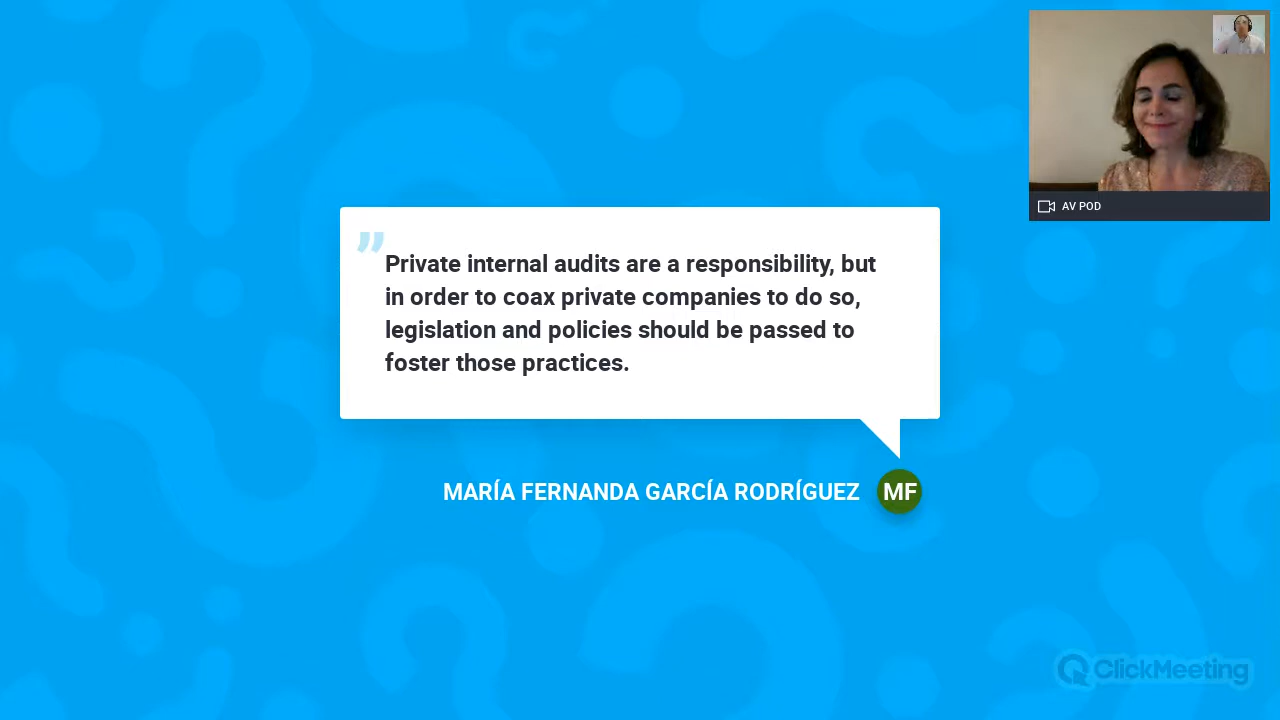 AV POD
”
Private internal audits are a responsibility, but
in order to coax private companies to do so,
legislation and policies should be passed to
foster those practices.
MARÍA FERNANDA GARCÍA RODRÍGUEZ MF
ClickMeeting